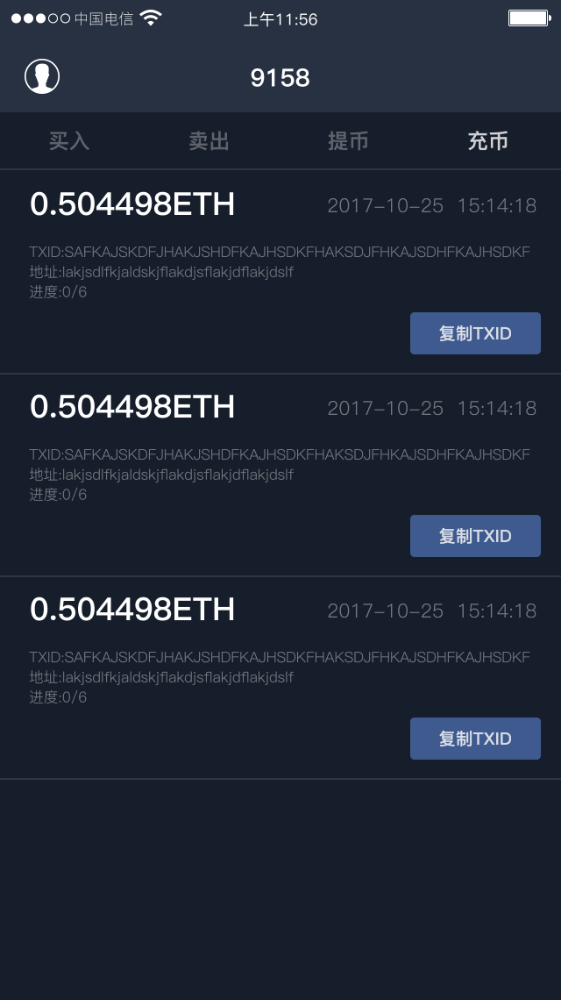 中国电信 上午11:56
9158
买入 卖出 提币 充币
0.504498ETH 2017-10-25 15:14:18
TXID:SAFKAJSKDFJHAKJSHDFKAJHSDKFHAKSDJFHKAJSDHFKAJHSDKF
地址:lakjsdlfkjaldskjflakdjsflakjdflakjdslf
进度:0/6
复制TXID
0.504498ETH 2017-10-25 15:14:18
TXID:SAFKAJSKDFJHAKJSHDFKAJHSDKFHAKSDJFHKAJSDHFKAJHSDKF
地址:lakjsdlfkjaldskjflakdjsflakjdflakjdslf
进度:0/6
复制TXID
0.504498ETH 2017-10-25 15:14:18
TXID:SAFKAJSKDFJHAKJSHDFKAJHSDKFHAKSDJFHKAJSDHFKAJHSDKF
地址:lakjsdlfkjaldskjflakdjsflakjdflakjdslf
进度:0/6
复制TXID